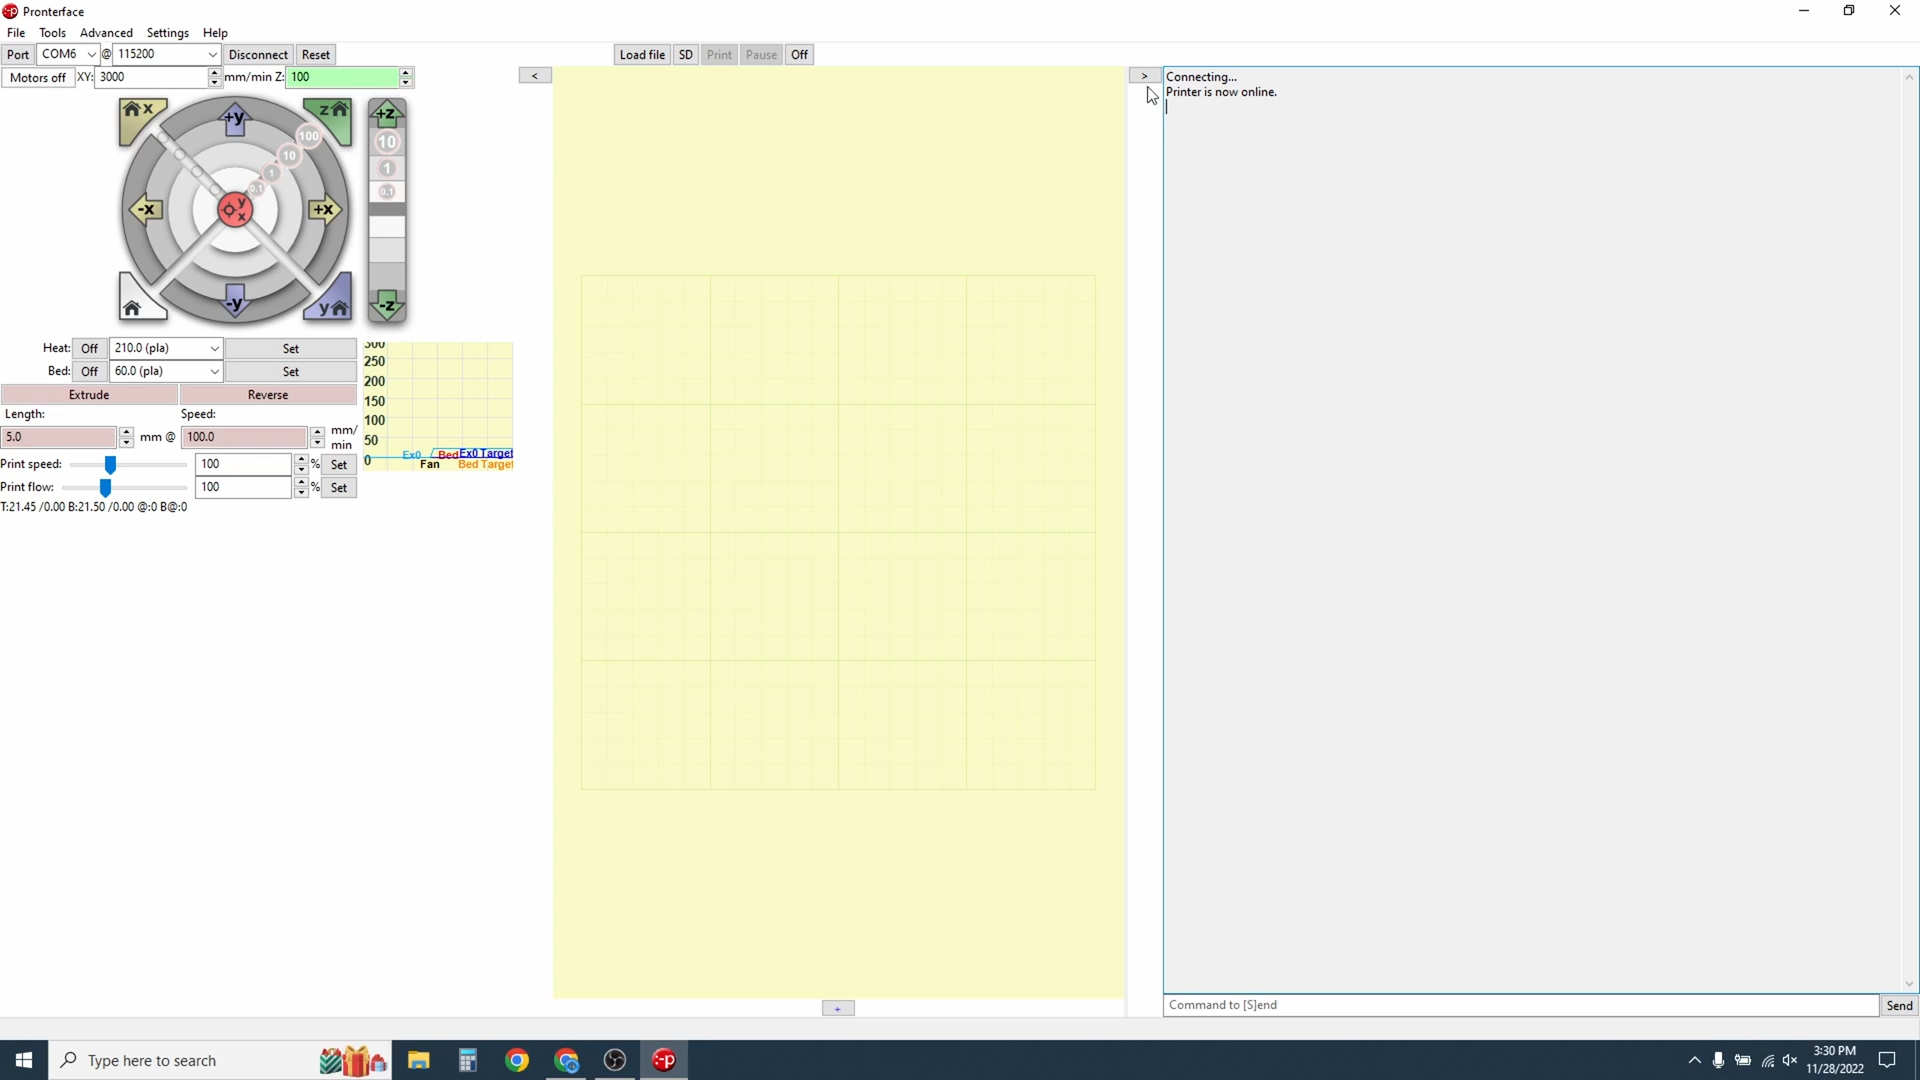 Pronterface
File Tools Advanced Settings Help
Port COM6 @ 115200 Disconnect Reset Load file SD Print Pause Off
Motors off XY: 3000 mm/min Z: 100 < >
Connecting...
Printer is now online.
x +y z +z
100 10
10 1
1 0.1
0.1
-x y x +x
-y y -z
Heat: Off 210.0 (pla) Set
Bed: Off 60.0 (pla) Set
Extrude Reverse
Length: Speed:
5.0 mm @ 100.0 mm/
min
Print speed: 100 % Set
Print flow: 100 % Set
T:21.45 /0.00 B:21.50 /0.00 @:0 B@:0
300
250
200
150
100
50
0
Ex0 Bed Ex0 Target
Fan Bed Target
+
Command to [S]end Send
Type here to search
:-p
3:30 PM
11/28/2022